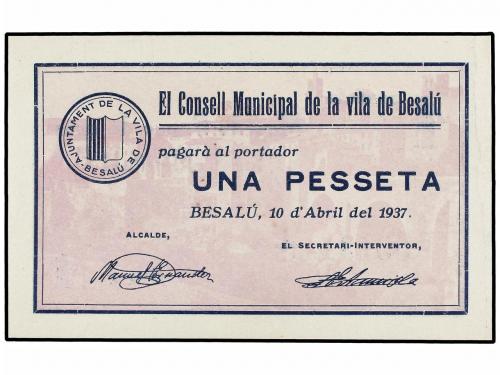 AJUNTAMENT DE LA VILA DE BESALÚ
El Consell Municipal de la vila de Besalú
pagarà al portador
UNA PESSETA
BESALÚ, 10 d'Abril del 1937.
ALCALDE,
EL SECRETARI-INTERVENTOR,